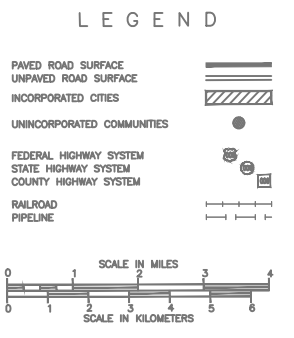 LEGEND
PAVED ROAD SURFACE
UNPAVED ROAD SURFACE
INCORPORATED CITIES
UNINCORPORATED COMMUNITIES
FEDERAL HIGHWAY SYSTEM
STATE HIGHWAY SYSTEM
COUNTY HIGHWAY SYSTEM
RAILROAD
PIPELINE
SCALE IN MILES
0 1 2 3 4
0 1 2 3 4 5 6
SCALE IN KILOMETERS